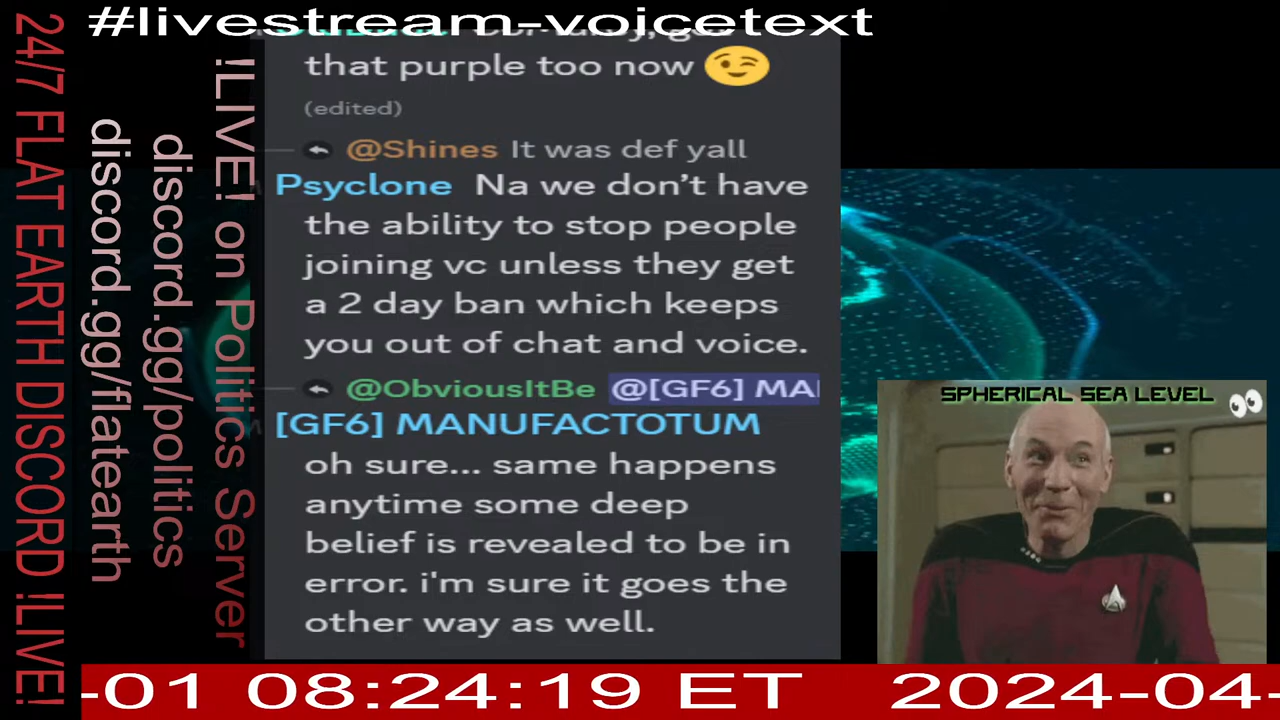 #livestream-voicetext
24/7 FLAT EARTH DISCORD !LIVE!
discord.gg/flatearth
discord.gg/politics
!LIVE! on Politics Server
that purple too now 😉
(edited)
@Shines It was def yall
Psyclone Na we don't have
the ability to stop people
joining vc unless they get
a 2 day ban which keeps
you out of chat and voice.
@ObviousItBe @[GF6] MA
[GF6] MANUFACTOTUM
oh sure... same happens
anytime some deep
belief is revealed to be in
error. i'm sure it goes the
other way as well.
SPHERICAL SEA LEVEL 👀
-01 08:24:19 ET 2024-04-